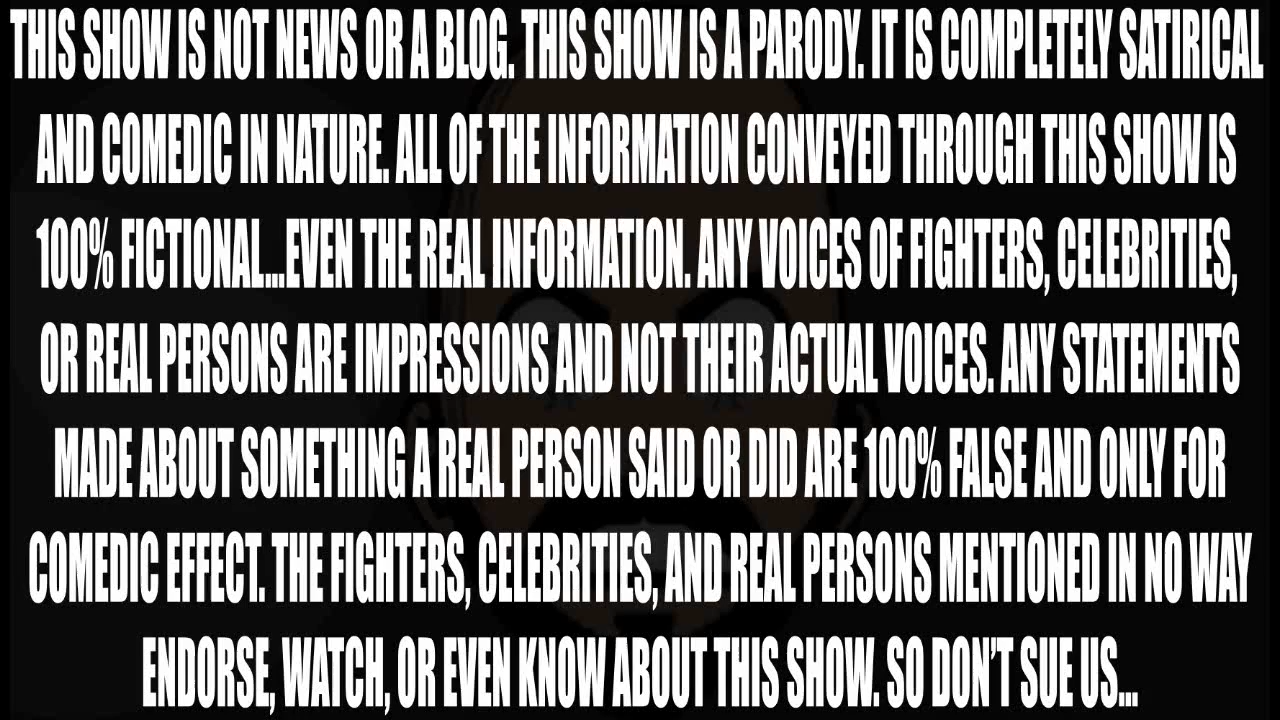 THIS SHOW IS NOT NEWS OR A BLOG. THIS SHOW IS A PARODY. IT IS COMPLETELY SATIRICAL
AND COMEDIC IN NATURE. ALL OF THE INFORMATION CONVEYED THROUGH THIS SHOW IS
100% FICTIONAL...EVEN THE REAL INFORMATION. ANY VOICES OF FIGHTERS, CELEBRITIES,
OR REAL PERSONS ARE IMPRESSIONS AND NOT THEIR ACTUAL VOICES. ANY STATEMENTS
MADE ABOUT SOMETHING A REAL PERSON SAID OR DID ARE 100% FALSE AND ONLY FOR
COMEDIC EFFECT. THE FIGHTERS, CELEBRITIES, AND REAL PERSONS MENTIONED IN NO WAY
ENDORSE, WATCH, OR EVEN KNOW ABOUT THIS SHOW. SO DON'T SUE US...